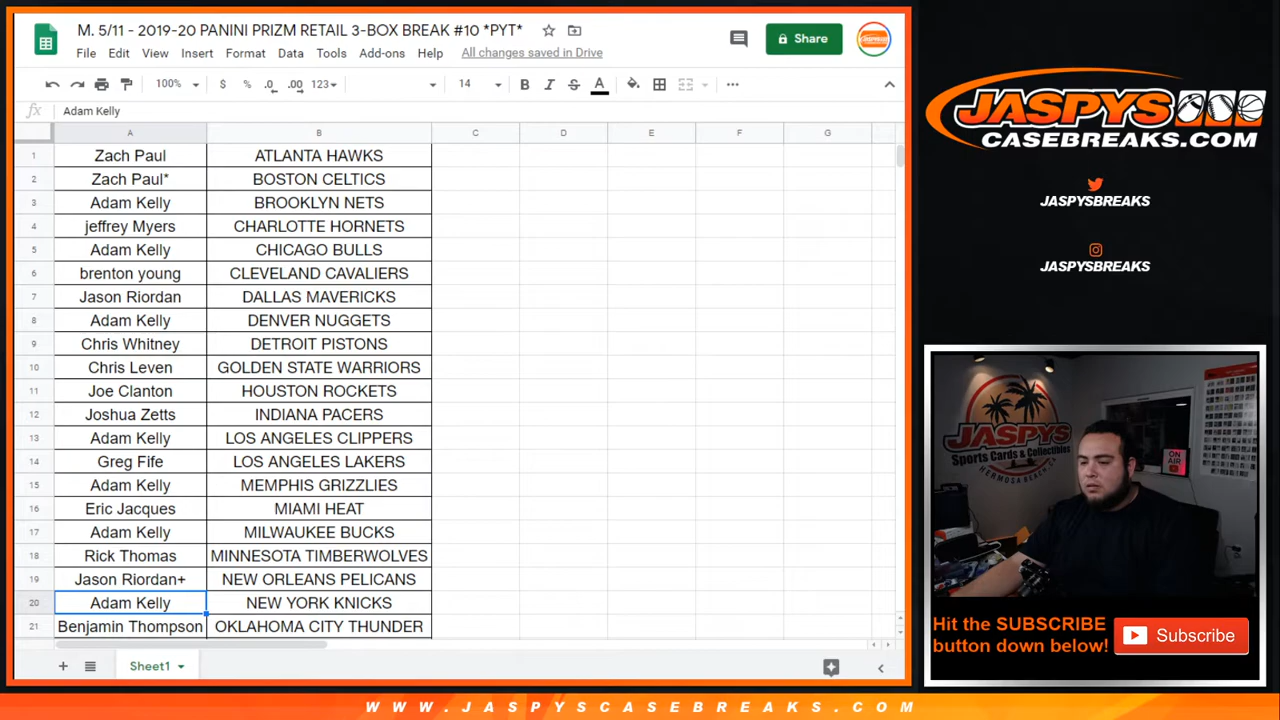 M. 5/11 - 2019-20 PANINI PRIZM RETAIL 3-BOX BREAK #10 *PYT*
File Edit View Insert Format Data Tools Add-ons Help All changes saved in Drive
Share
100% $ % .0 .00 123 14 B I S A
fx Adam Kelly
A B C D E F G
1 Zach Paul ATLANTA HAWKS
2 Zach Paul* BOSTON CELTICS
3 Adam Kelly BROOKLYN NETS
4 jeffrey Myers CHARLOTTE HORNETS
5 Adam Kelly CHICAGO BULLS
6 brenton young CLEVELAND CAVALIERS
7 Jason Riordan DALLAS MAVERICKS
8 Adam Kelly DENVER NUGGETS
9 Chris Whitney DETROIT PISTONS
10 Chris Leven GOLDEN STATE WARRIORS
11 Joe Clanton HOUSTON ROCKETS
12 Joshua Zetts INDIANA PACERS
13 Adam Kelly LOS ANGELES CLIPPERS
14 Greg Fife LOS ANGELES LAKERS
15 Adam Kelly MEMPHIS GRIZZLIES
16 Eric Jacques MIAMI HEAT
17 Adam Kelly MILWAUKEE BUCKS
18 Rick Thomas MINNESOTA TIMBERWOLVES
19 Jason Riordan+ NEW ORLEANS PELICANS
20 Adam Kelly NEW YORK KNICKS
21 Benjamin Thompson OKLAHOMA CITY THUNDER
Sheet1
JASPYS
CASEBREAKS.COM
JASPYSBREAKS
JASPYSBREAKS
JASPYS
Sports Cards & Collectibles
HERMOSA BEACH, CA
ON
AIR
Hit the SUBSCRIBE
button down below!
Subscribe
WWW.JASPYSCASEBREAKS.COM